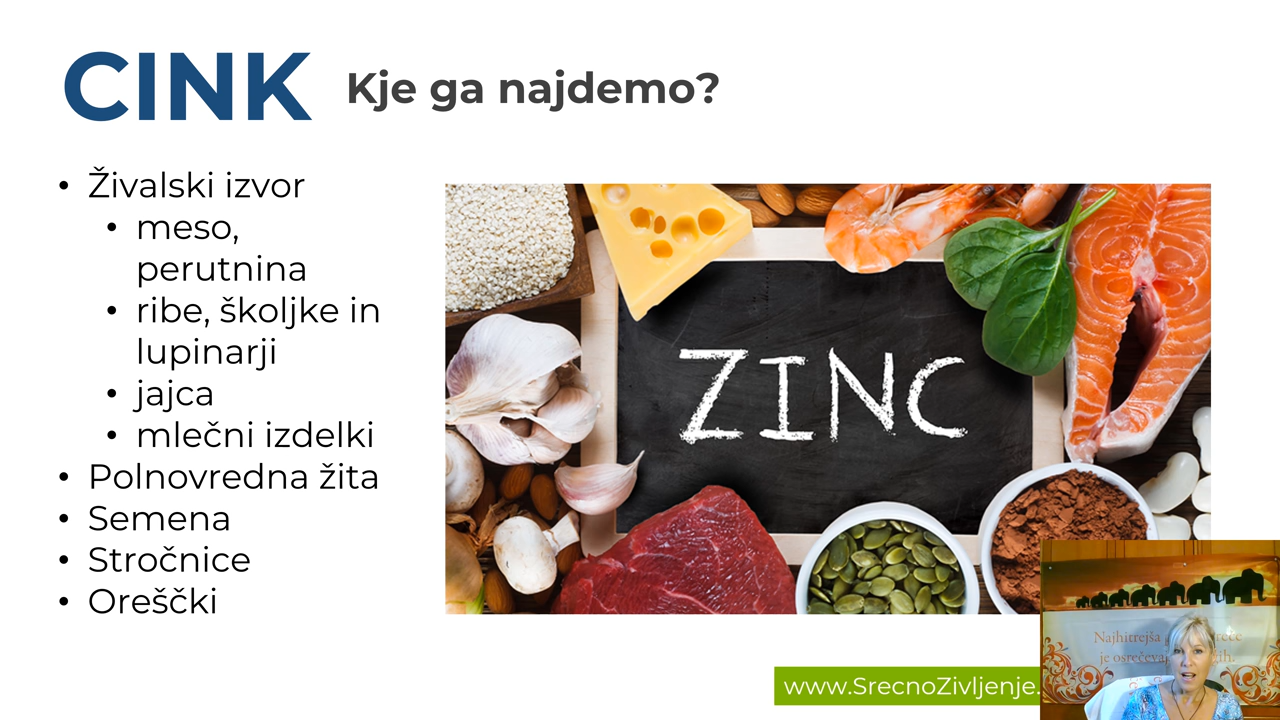 CINK
Kje ga najdemo?
• Živalski izvor
• meso,
perutnina
• ribe, školjke in
lupinarji
• jajca
• mlečni izdelki
• Polnovredna žita
• Semena
• Stročnice
• Oreščki
ZINC
www.SrecnoZivljenje.
Najhitrejša
je